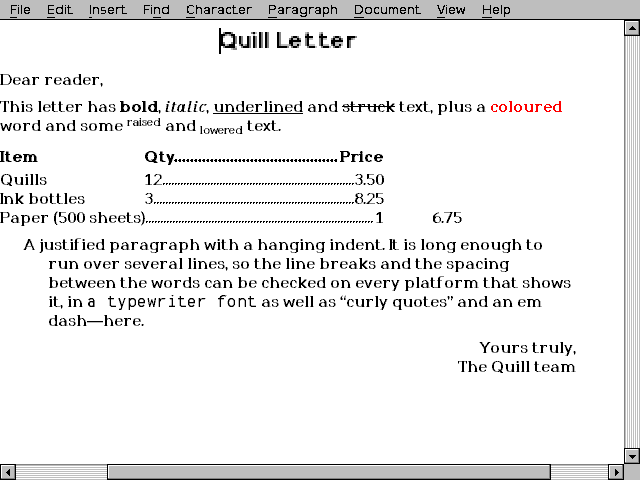 File Edit Insert Find Character Paragraph Document View Help
Quill Letter
Dear reader,
This letter has bold, italic, underlined and struck text, plus a coloured
word and some raised and lowered text.
Item Qty........................................Price
Quills 12................................................................3.50
Ink bottles 3..................................................................8.25
Paper (500 sheets)........................................................................1 6.75
A justified paragraph with a hanging indent. It is long enough to
run over several lines, so the line breaks and the spacing
between the words can be checked on every platform that shows
it, in a typewriter font as well as “curly quotes” and an em
dash—here.
Yours truly,
The Quill team